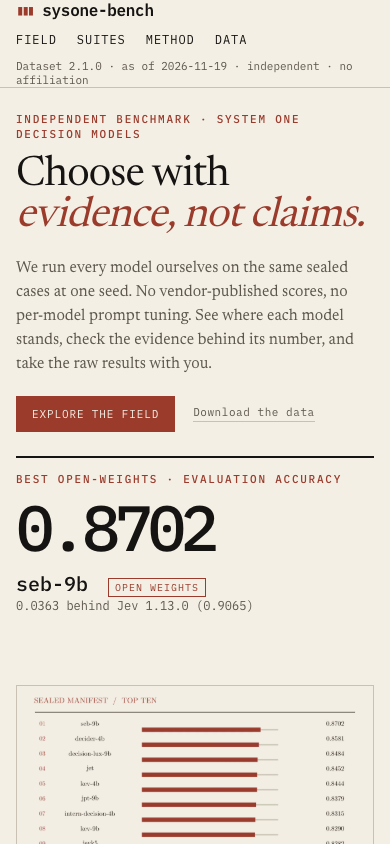 sysone-bench
FIELD SUITES METHOD DATA
Dataset 2.1.0 · as of 2026-11-19 · independent · no
affiliation
INDEPENDENT BENCHMARK · SYSTEM ONE
DECISION MODELS
Choose with
evidence, not claims.
We run every model ourselves on the same sealed
cases at one seed. No vendor-published scores, no
per-model prompt tuning. See where each model
stands, check the evidence behind its number, and
take the raw results with you.
EXPLORE THE FIELD Download the data
BEST OPEN-WEIGHTS · EVALUATION ACCURACY
0.8702
seb-9b OPEN WEIGHTS
0.0363 behind Jev 1.13.0 (0.9065)
SEALED MANIFEST / TOP TEN
01 seb-9b 0.8702
02 decider-4b 0.8581
03 decision-lux-9b 0.8484
04 jet 0.8452
05 kev-4b 0.8444
06 jpt-9b 0.8379
07 intern-decision-4b 0.8315
08 kev-9b 0.8290